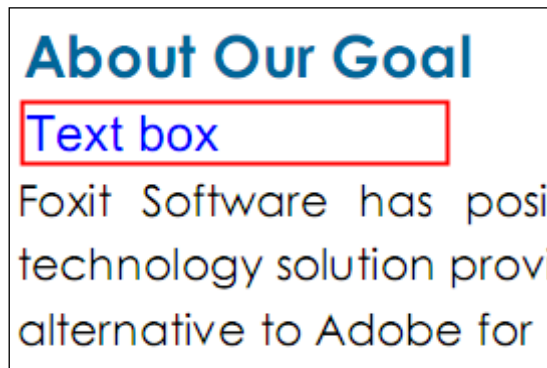 About Our Goal
Text box
Foxit Software has posi
technology solution provi
alternative to Adobe for